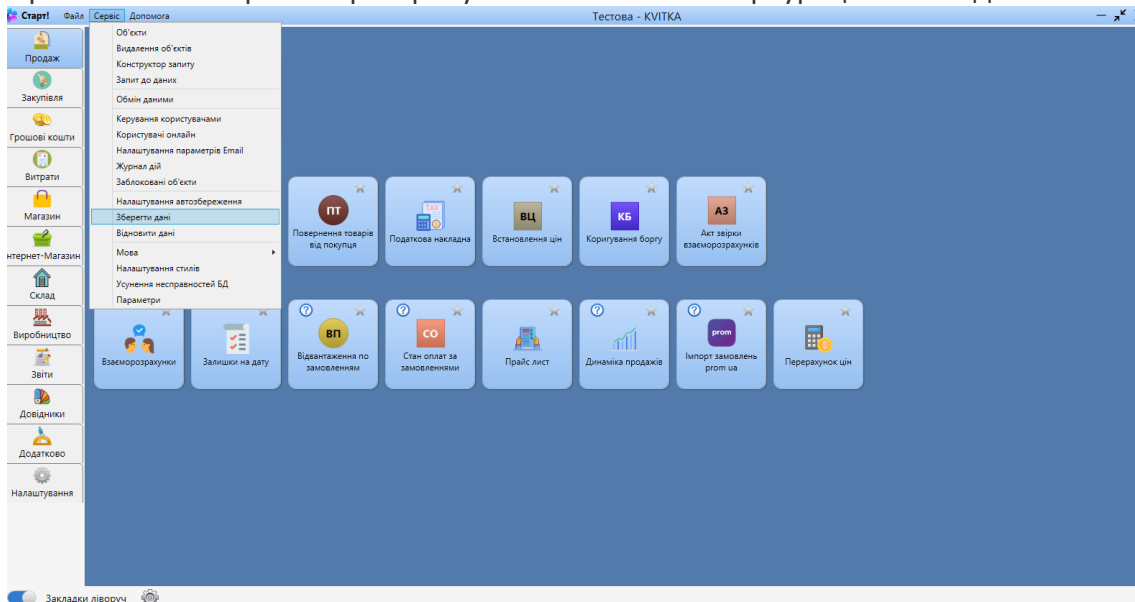 Старт!
Файл
Сервіс
Допомога
Тестова - KVITKA
Продаж
Закупівля
Грошові кошти
Витрати
Магазин
нтернет-Магазин
Склад
Виробництво
Звіти
Довідники
Додатково
Налаштування
Об'єкти
Видалення об'єктів
Конструктор запиту
Запит до даних
Обмін даними
Керування користувачами
Користувачі онлайн
Налаштування параметрів Email
Журнал дій
Заблоковані об'єкти
Налаштування автозбереження
Зберегти дані
Відновити дані
Мова
Налаштування стилів
Усунення несправностей БД
Параметри
ПТ
Повернення товарів
від покупця
TAX
Податкова накладна
ВЦ
Встановлення цін
КБ
Коригування боргу
АЗ
Акт звірки
взаєморозрахунків
Взаєморозрахунки
Залишки на дату
ВП
Відвантаження по
замовленням
СО
Стан оплат за
замовленнями
Прайс лист
Динаміка продажів
prom
Імпорт замовлень
prom ua
Перерахунок цін
Закладки ліворуч